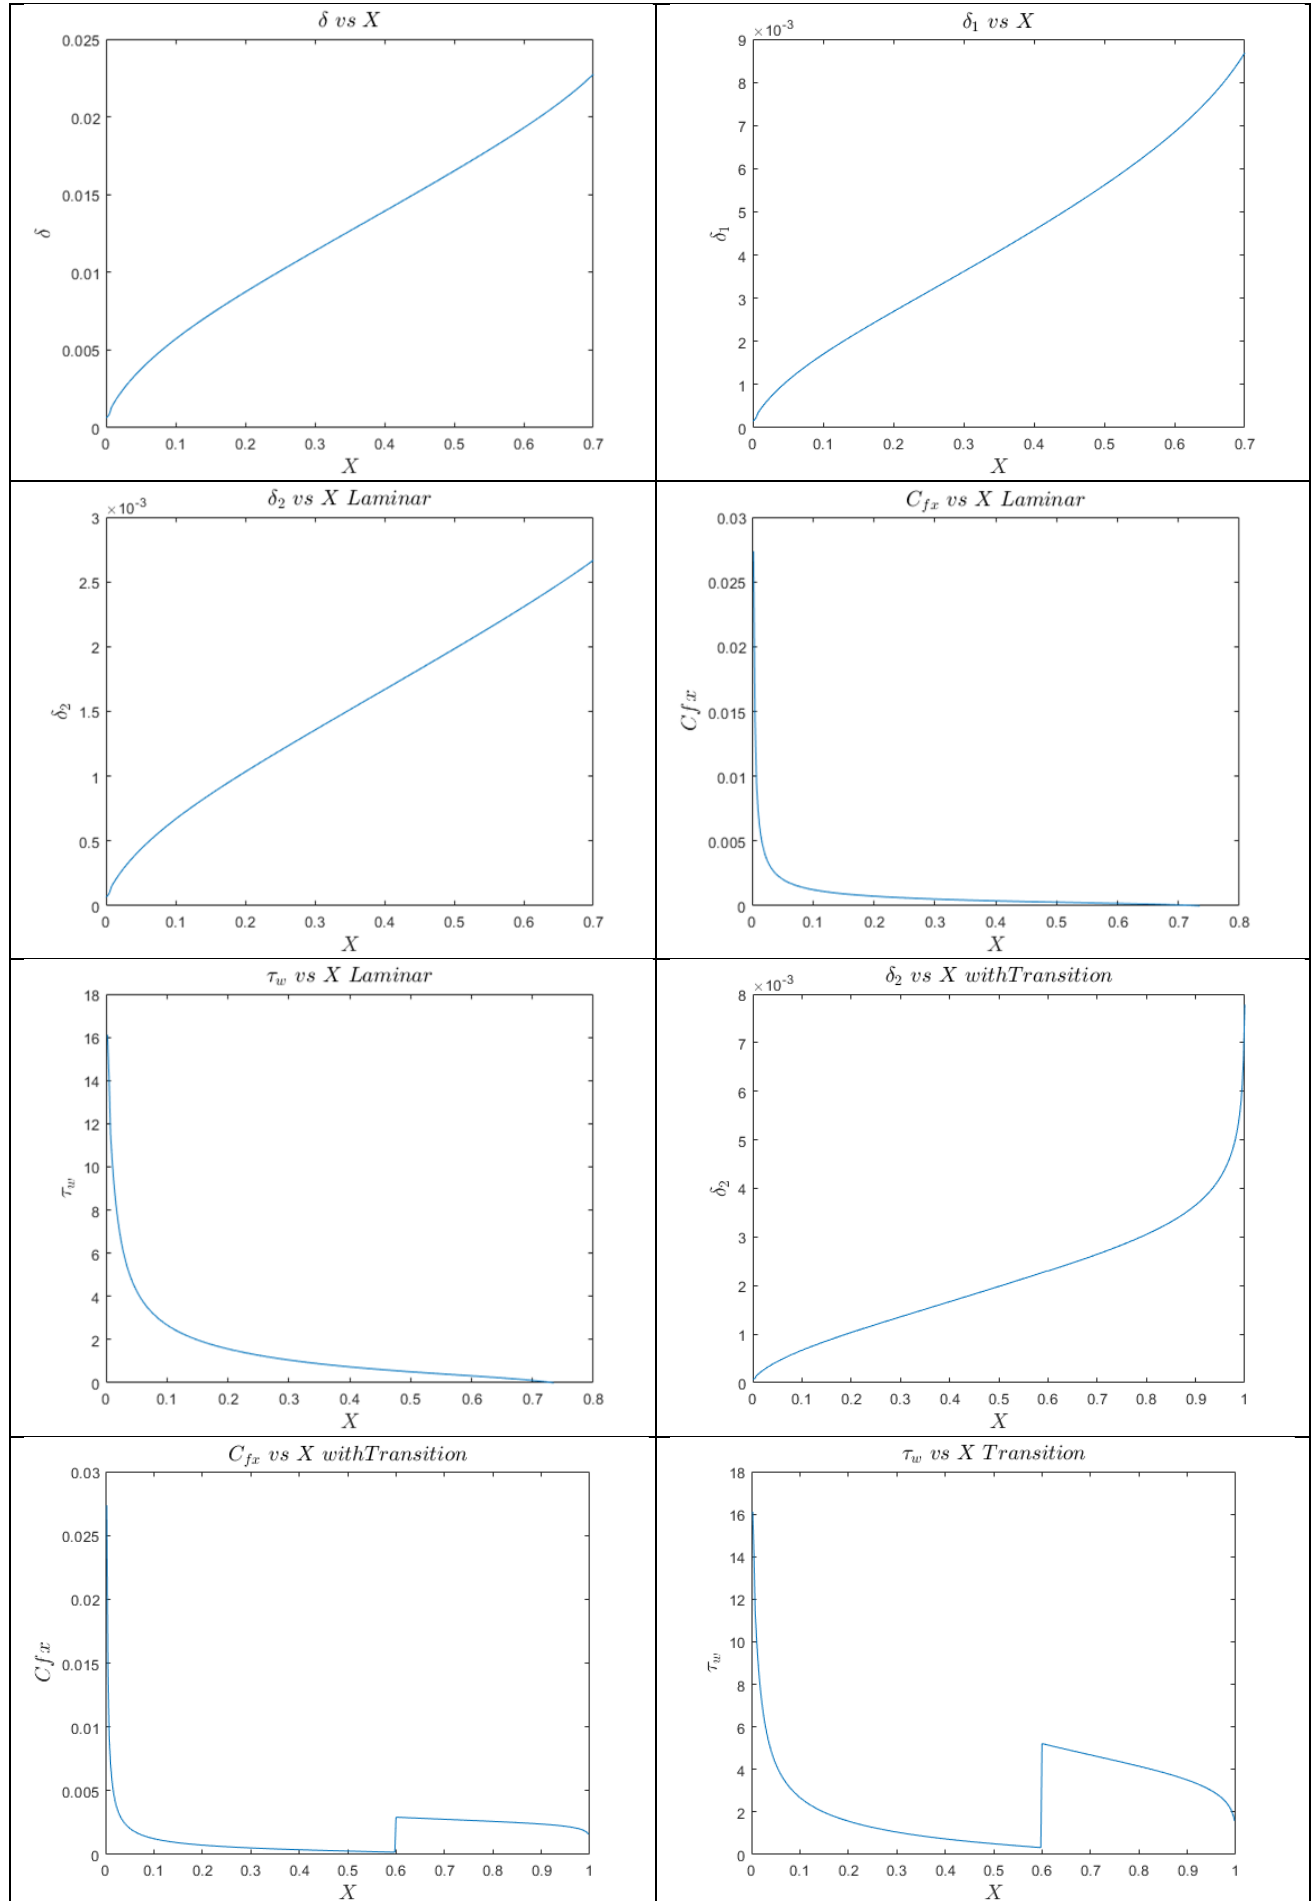 δ vs X
0.025
0.02
0.015
0.01
0.005
0
δ
0 0.1 0.2 0.3 0.4 0.5 0.6 0.7
X
δ₁ vs X
×10⁻³
9
8
7
6
5
4
3
2
1
0
δ₁
0 0.1 0.2 0.3 0.4 0.5 0.6 0.7
X
δ₂ vs X Laminar
×10⁻³
3
2.5
2
1.5
1
0.5
0
δ₂
0 0.1 0.2 0.3 0.4 0.5 0.6 0.7
X
C_fx vs X Laminar
0.03
0.025
0.02
0.015
0.01
0.005
0
Cfx
0 0.1 0.2 0.3 0.4 0.5 0.6 0.7 0.8
X
τ_w vs X Laminar
18
16
14
12
10
8
6
4
2
0
τ_w
0 0.1 0.2 0.3 0.4 0.5 0.6 0.7 0.8
X
δ₂ vs X withTransition
×10⁻³
8
7
6
5
4
3
2
1
0
δ₂
0 0.1 0.2 0.3 0.4 0.5 0.6 0.7 0.8 0.9 1
X
C_fx vs X withTransition
0.03
0.025
0.02
0.015
0.01
0.005
0
Cfx
0 0.1 0.2 0.3 0.4 0.5 0.6 0.7 0.8 0.9 1
X
τ_w vs X Transition
18
16
14
12
10
8
6
4
2
0
τ_w
0 0.1 0.2 0.3 0.4 0.5 0.6 0.7 0.8 0.9 1
X